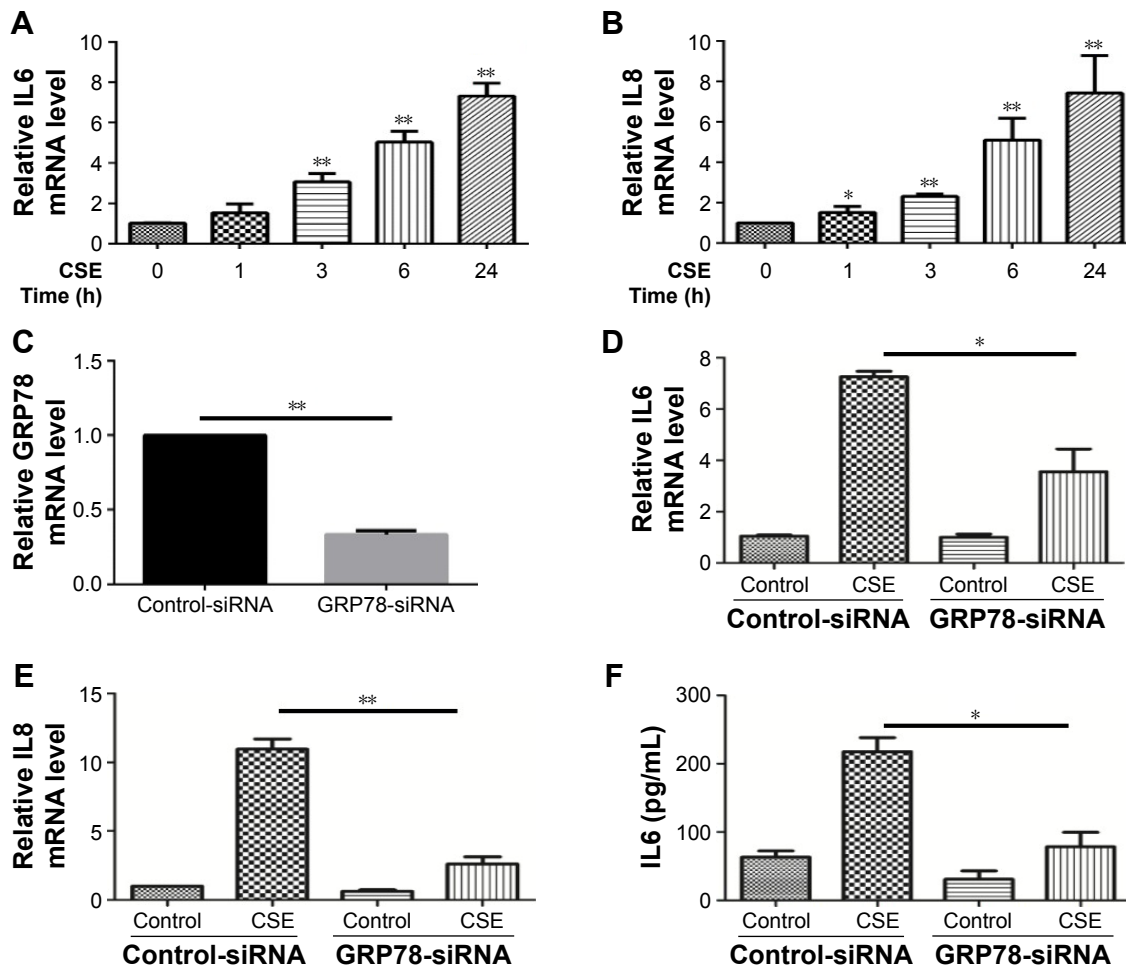 A
Relative IL6
mRNA level
10
8
6
4
2
0
**
**
**
CSE
Time (h)
0 1 3 6 24
B
Relative IL8
mRNA level
10
8
6
4
2
0
*
**
**
**
CSE
Time (h)
0 1 3 6 24
C
Relative GRP78
mRNA level
1.5
1.0
0.5
0.0
**
Control-siRNA GRP78-siRNA
D
Relative IL6
mRNA level
8
6
4
2
0
*
Control CSE Control CSE
Control-siRNA GRP78-siRNA
E
Relative IL8
mRNA level
15
10
5
0
**
Control CSE Control CSE
Control-siRNA GRP78-siRNA
F
IL6 (pg/mL)
300
200
100
0
*
Control CSE Control CSE
Control-siRNA GRP78-siRNA